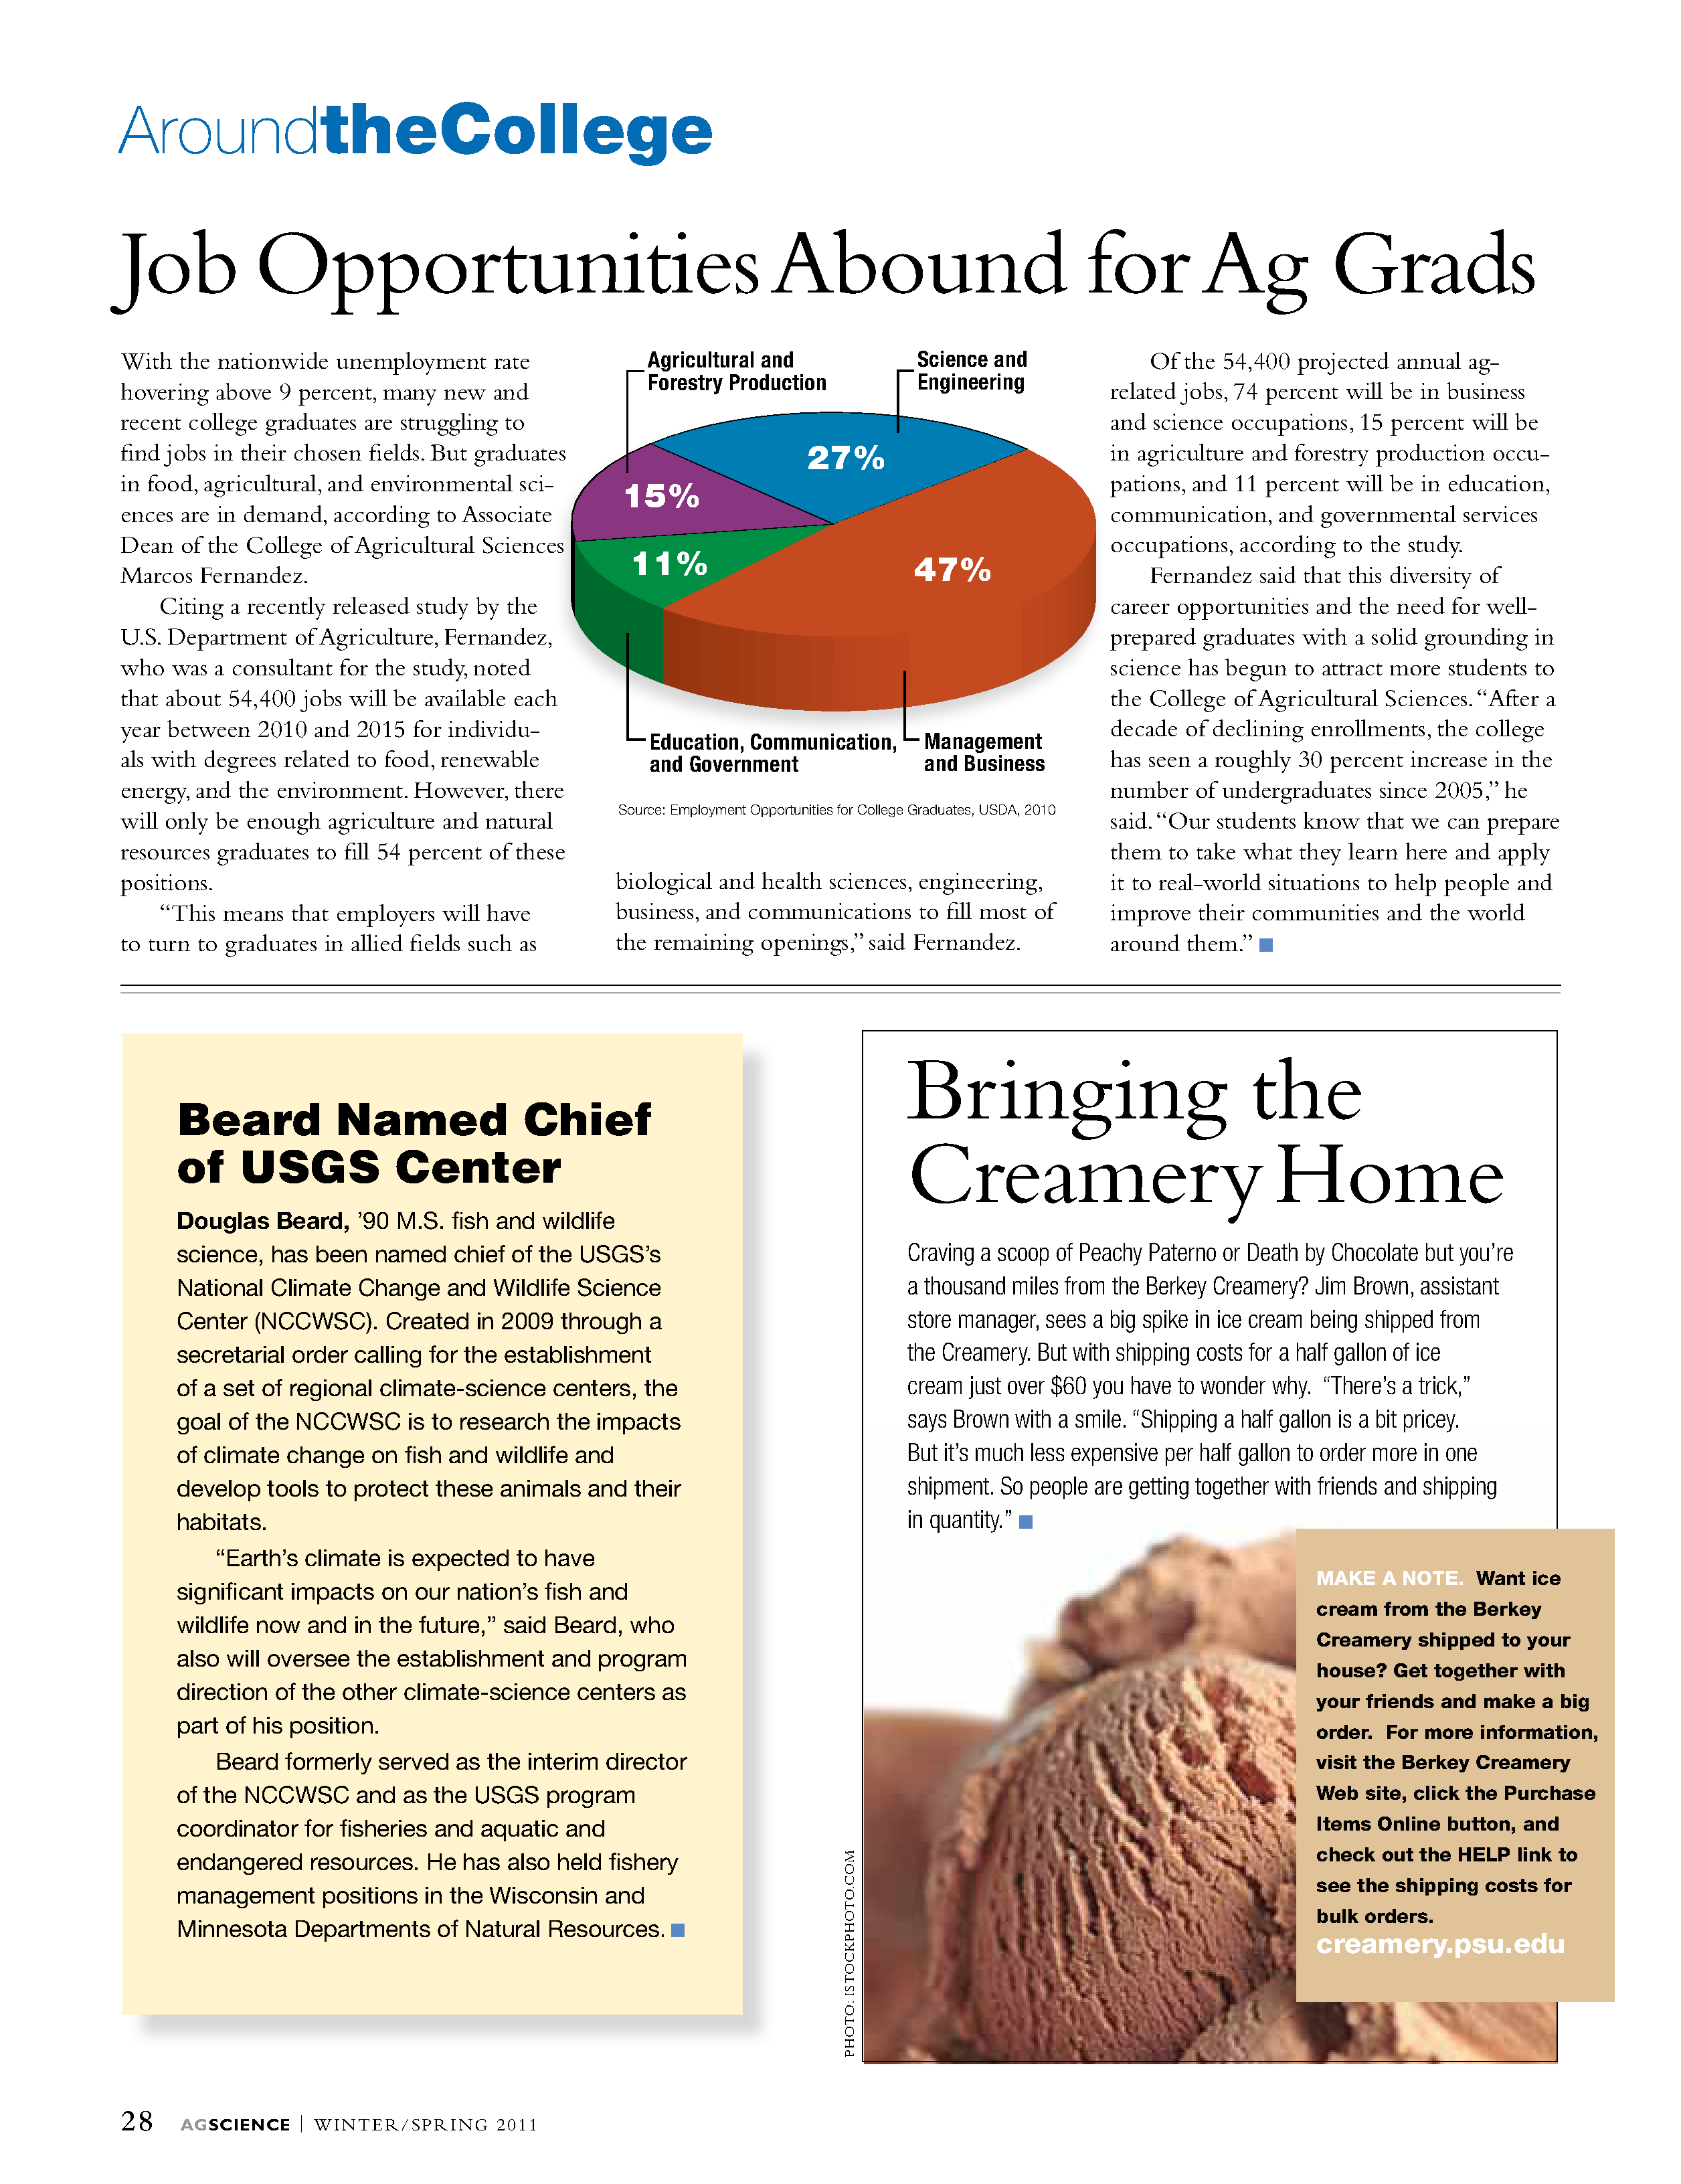 AroundtheCollege
Job Opportunities Abound for Ag Grads
With the nationwide unemployment rate
hovering above 9 percent, many new and
recent college graduates are struggling to
find jobs in their chosen fields. But graduates
in food, agricultural, and environmental sci-
ences are in demand, according to Associate
Dean of the College of Agricultural Sciences
Marcos Fernandez.
Citing a recently released study by the
U.S. Department of Agriculture, Fernandez,
who was a consultant for the study, noted
that about 54,400 jobs will be available each
year between 2010 and 2015 for individu-
als with degrees related to food, renewable
energy, and the environment. However, there
will only be enough agriculture and natural
resources graduates to fill 54 percent of these
positions.
“This means that employers will have
to turn to graduates in allied fields such as
Agricultural and
Forestry Production
Science and
Engineering
27%
15%
11%
47%
Education, Communication,
and Government
Management
and Business
Source: Employment Opportunities for College Graduates, USDA, 2010
biological and health sciences, engineering,
business, and communications to fill most of
the remaining openings,” said Fernandez.
Of the 54,400 projected annual ag-
related jobs, 74 percent will be in business
and science occupations, 15 percent will be
in agriculture and forestry production occu-
pations, and 11 percent will be in education,
communication, and governmental services
occupations, according to the study.
Fernandez said that this diversity of
career opportunities and the need for well-
prepared graduates with a solid grounding in
science has begun to attract more students to
the College of Agricultural Sciences. “After a
decade of declining enrollments, the college
has seen a roughly 30 percent increase in the
number of undergraduates since 2005,” he
said. “Our students know that we can prepare
them to take what they learn here and apply
it to real-world situations to help people and
improve their communities and the world
around them.”
Beard Named Chief
of USGS Center
Douglas Beard, ’90 M.S. fish and wildlife
science, has been named chief of the USGS’s
National Climate Change and Wildlife Science
Center (NCCWSC). Created in 2009 through a
secretarial order calling for the establishment
of a set of regional climate-science centers, the
goal of the NCCWSC is to research the impacts
of climate change on fish and wildlife and
develop tools to protect these animals and their
habitats.
“Earth’s climate is expected to have
significant impacts on our nation’s fish and
wildlife now and in the future,” said Beard, who
also will oversee the establishment and program
direction of the other climate-science centers as
part of his position.
Beard formerly served as the interim director
of the NCCWSC and as the USGS program
coordinator for fisheries and aquatic and
endangered resources. He has also held fishery
management positions in the Wisconsin and
Minnesota Departments of Natural Resources.
Bringing the
Creamery Home
Craving a scoop of Peachy Paterno or Death by Chocolate but you’re
a thousand miles from the Berkey Creamery? Jim Brown, assistant
store manager, sees a big spike in ice cream being shipped from
the Creamery. But with shipping costs for a half gallon of ice
cream just over $60 you have to wonder why. “There’s a trick,”
says Brown with a smile. “Shipping a half gallon is a bit pricey.
But it’s much less expensive per half gallon to order more in one
shipment. So people are getting together with friends and shipping
in quantity.”
MAKE A NOTE. Want ice
cream from the Berkey
Creamery shipped to your
house? Get together with
your friends and make a big
order. For more information,
visit the Berkey Creamery
Web site, click the Purchase
Items Online button, and
check out the HELP link to
see the shipping costs for
bulk orders.
creamery.psu.edu
PHOTO: ISTOCKPHOTO.COM
28 AGSCIENCE | WINTER/SPRING 2011